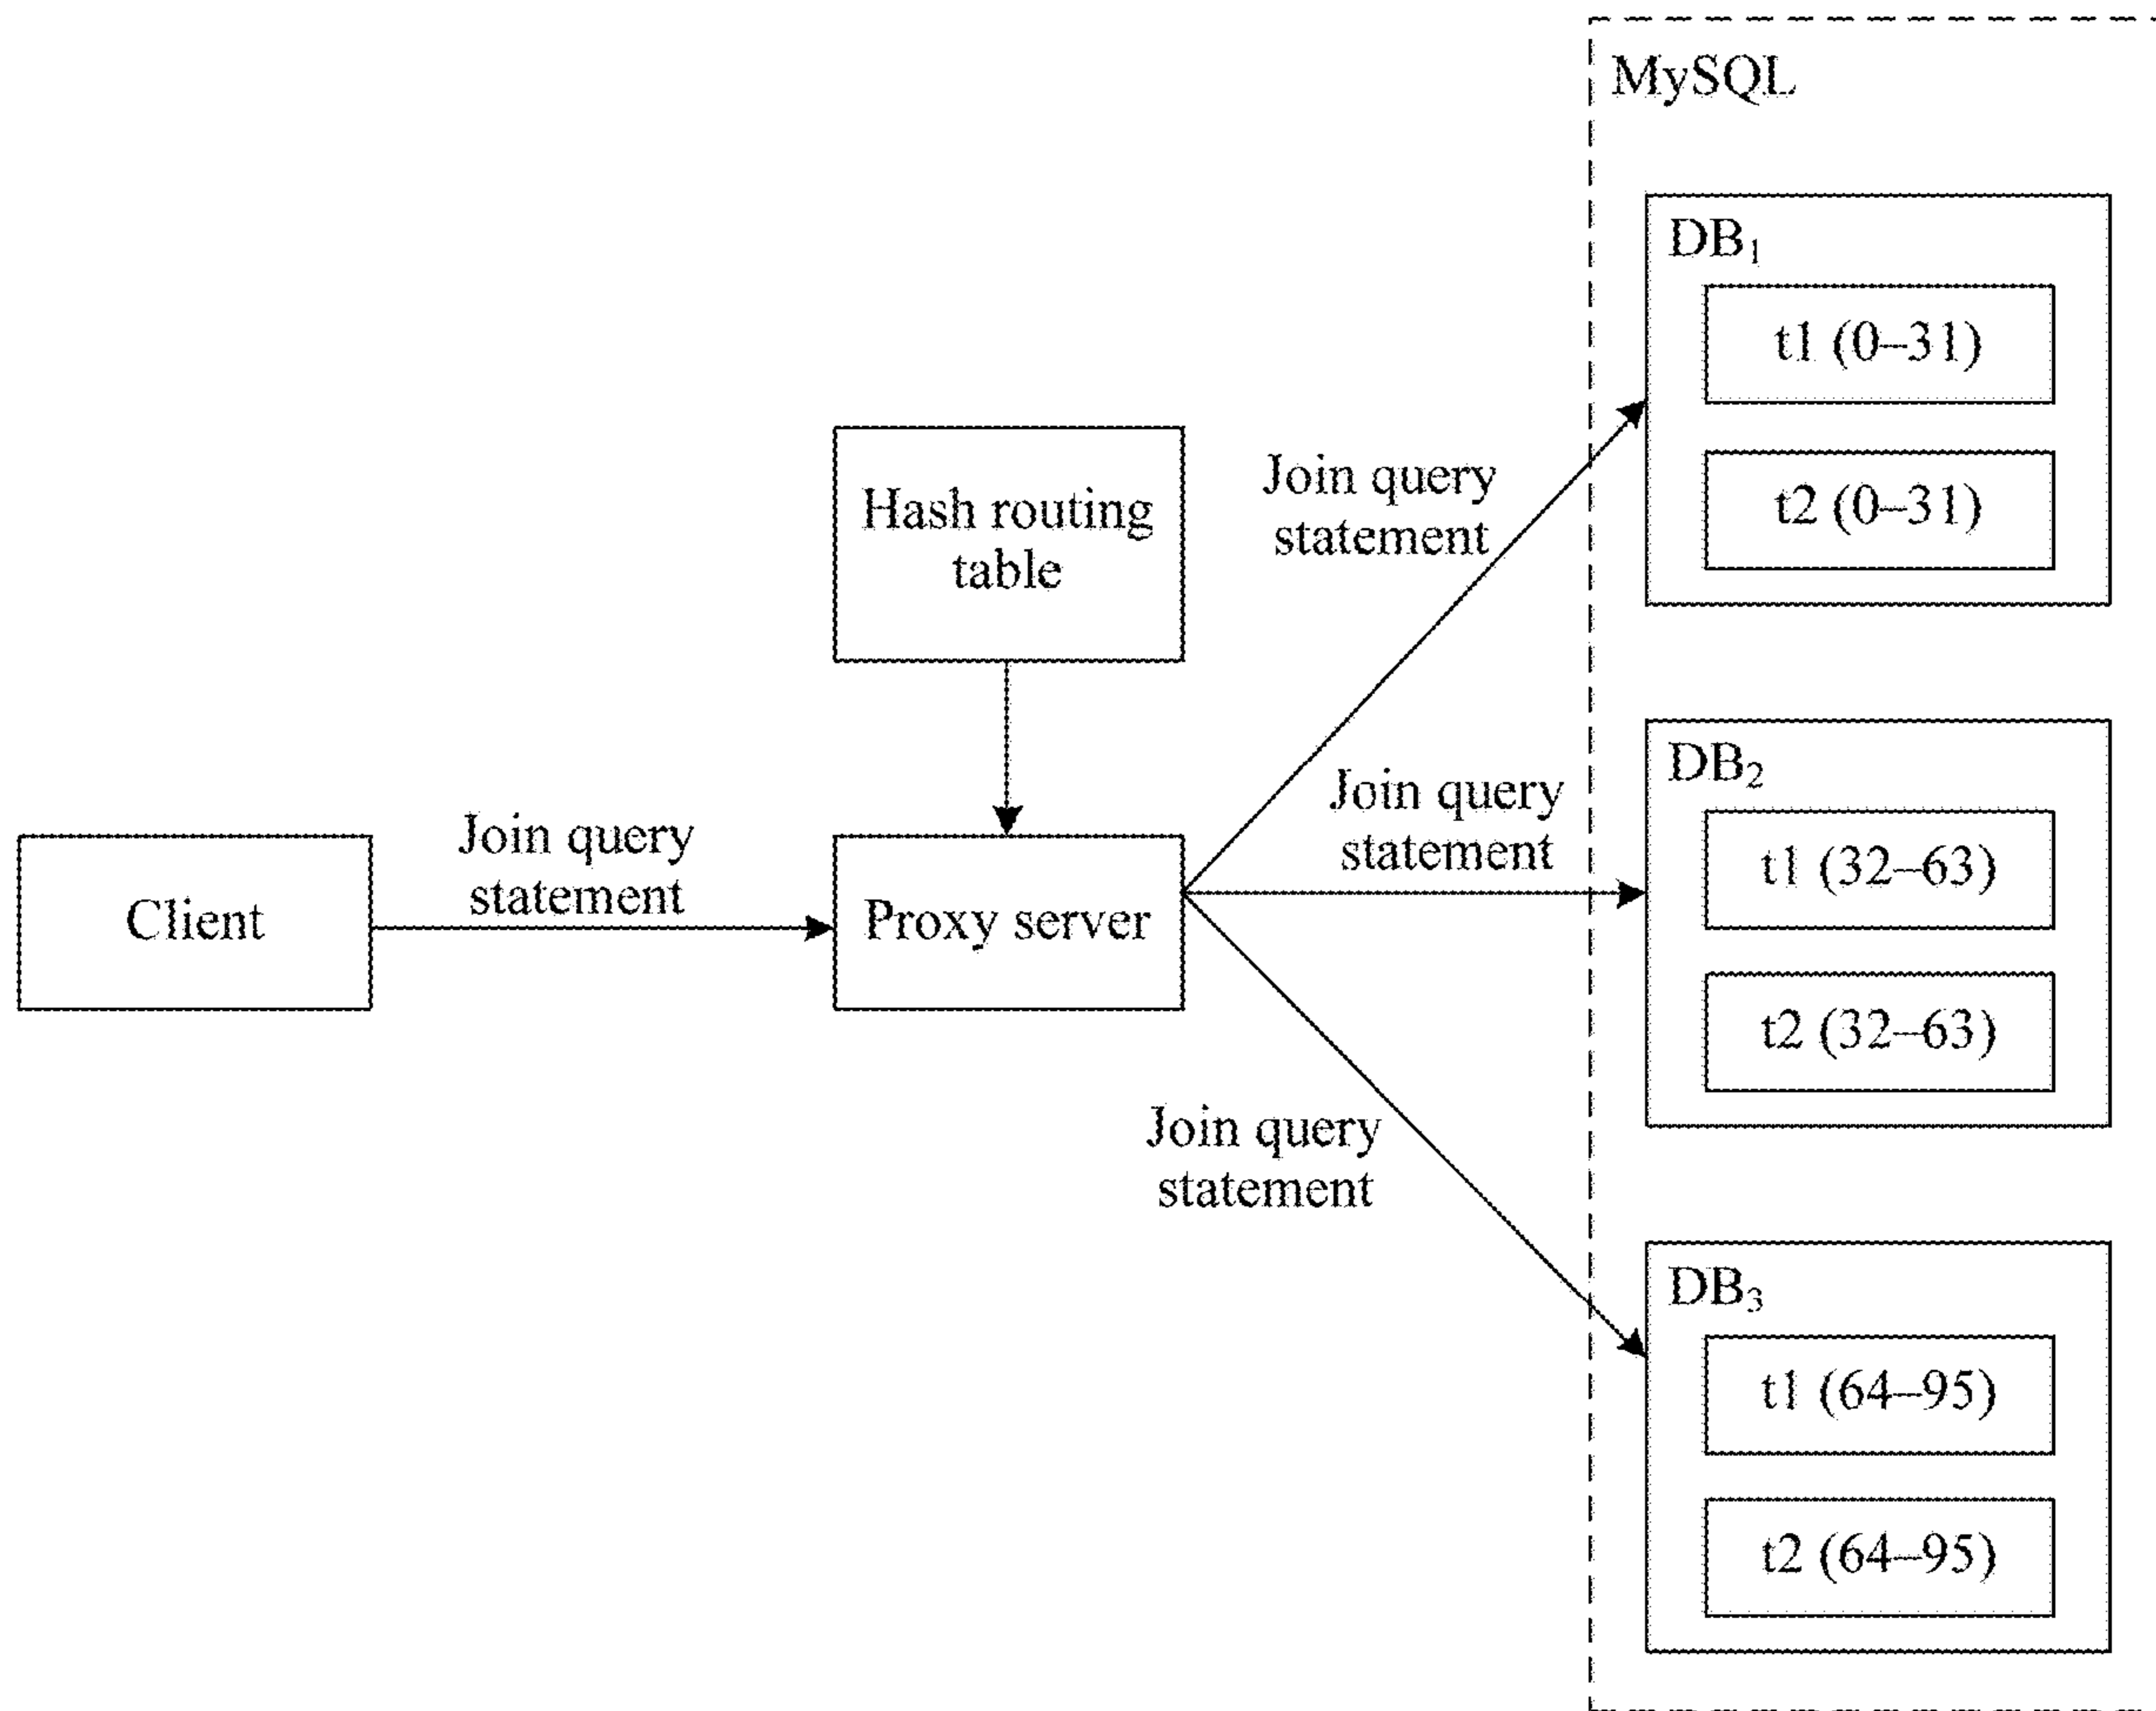 MySQL
DB₁
t1 (0–31)
t2 (0–31)
Hash routing
table
Join query
statement
DB₂
Join query
statement
t1 (32–63)
Join query
statement
Client
Proxy server
t2 (32–63)
Join query
statement
DB₃
t1 (64–95)
t2 (64–95)